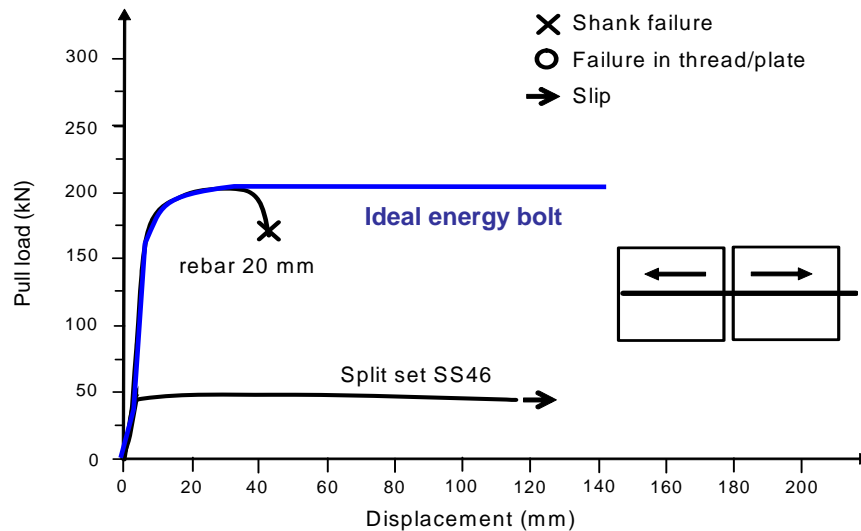 Shank failure
Failure in thread/plate
Slip
300
250
200
150
100
50
0
Pull load (kN)
Ideal energy bolt
rebar 20 mm
Split set SS46
0 20 40 60 80 100 120 140 160 180 200
Displacement (mm)